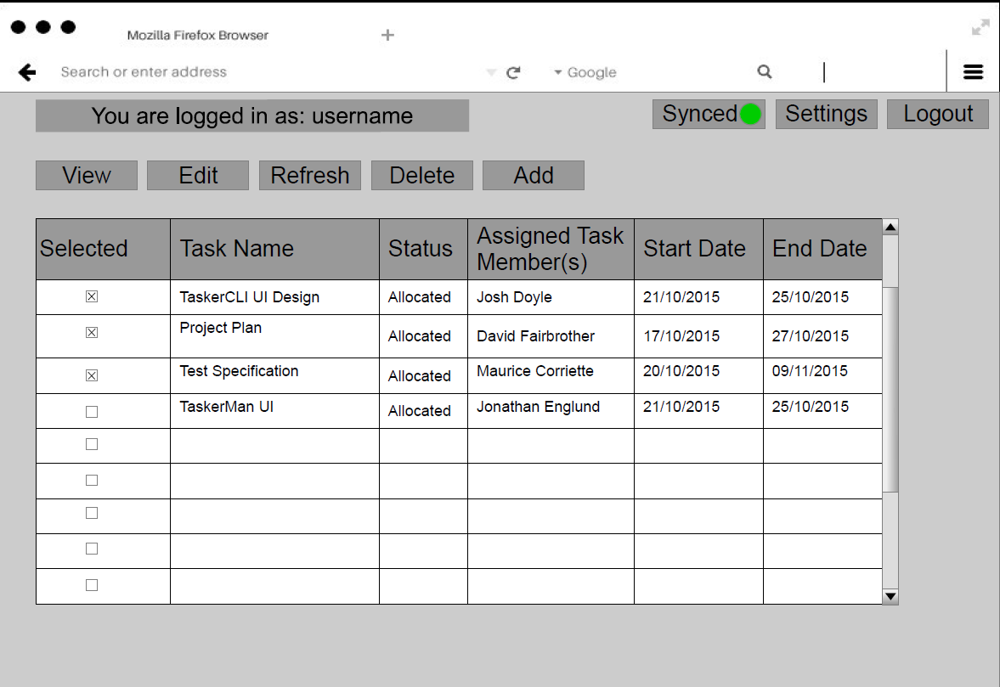 Mozilla Firefox Browser
Search or enter address
Google
You are logged in as: username
Synced
Settings
Logout
View
Edit
Refresh
Delete
Add
Selected
Task Name
Status
Assigned Task
Member(s)
Start Date
End Date
TaskerCLI UI Design
Allocated
Josh Doyle
21/10/2015
25/10/2015
Project Plan
Allocated
David Fairbrother
17/10/2015
27/10/2015
Test Specification
Allocated
Maurice Corriette
20/10/2015
09/11/2015
TaskerMan UI
Allocated
Jonathan Englund
21/10/2015
25/10/2015